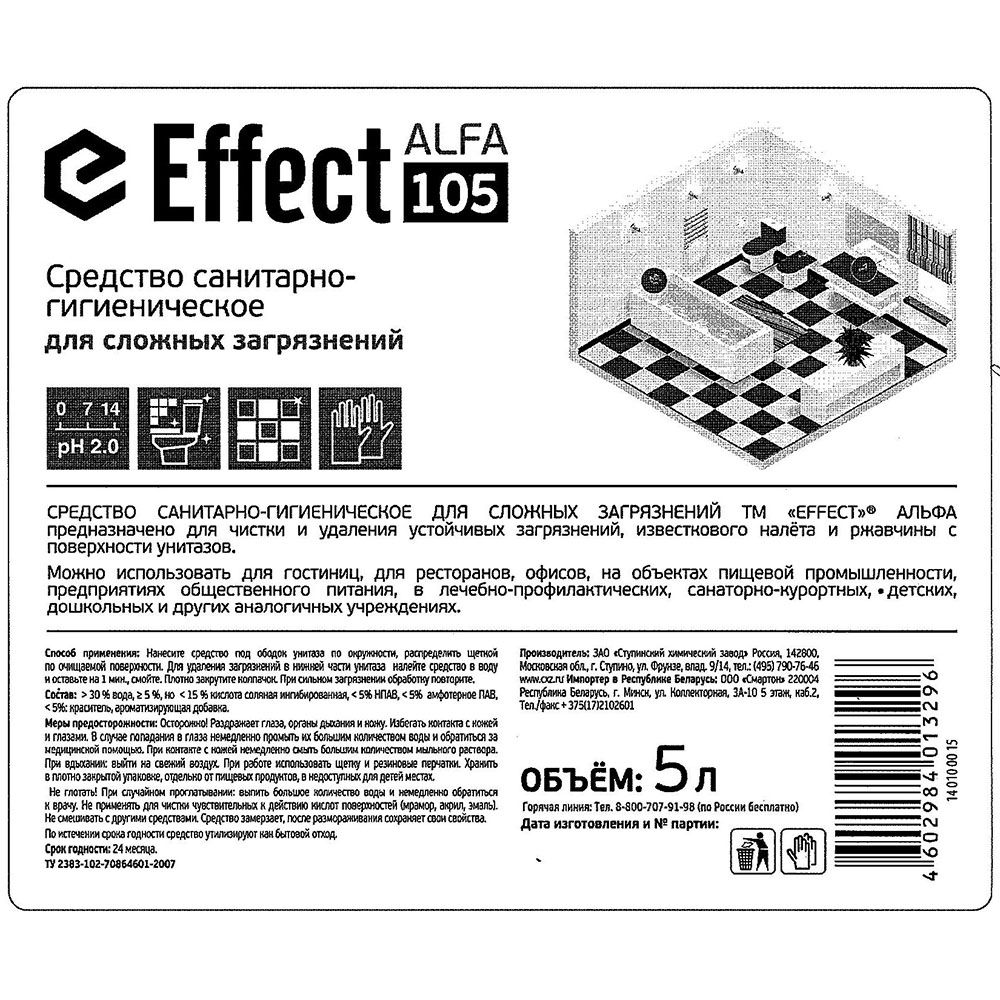 Effect ALFA
105
Средство санитарно-
гигиеническое
для сложных загрязнений
0 7 14
pH 2.0
СРЕДСТВО САНИТАРНО-ГИГИЕНИЧЕСКОЕ ДЛЯ СЛОЖНЫХ ЗАГРЯЗНЕНИЙ ТМ «EFFECT»® АЛЬФА
предназначено для чистки и удаления устойчивых загрязнений, известкового налёта и ржавчины с
поверхности унитазов.
Можно использовать для гостиниц, для ресторанов, офисов, на объектах пищевой промышленности,
предприятиях общественного питания, в лечебно-профилактических, санаторно-курортных, детских,
дошкольных и других аналогичных учреждениях.
Способ применения: Нанесите средство под ободок унитаза по окружности, распределить щеткой
по очищаемой поверхности. Для удаления загрязнений в нижней части унитаза налейте средство в воду
и оставьте на 1 мин., смойте. Плотно закрутите колпачок. При сильном загрязнении обработку повторите.
Состав: > 30 % вода, ≥ 5 %, но < 15 % кислота соляная ингибированная, < 5% НПАВ, < 5% амфотерное ПАВ,
< 5%: краситель, ароматизирующая добавка.
Меры предосторожности: Осторожно! Раздражает глаза, органы дыхания и кожу. Избегать контакта с кожей
и глазами. В случае попадания в глаза немедленно промыть их большим количеством воды и обратиться за
медицинской помощью. При контакте с кожей немедленно смыть большим количеством мыльного раствора.
При вдыхании: выйти на свежий воздух. При работе использовать щетку и резиновые перчатки. Хранить
в плотно закрытой упаковке, отдельно от пищевых продуктов, в недоступных для детей местах.
Не глотать! При случайном проглатывании: выпить большое количество воды и немедленно обратиться
к врачу. Не применять для чистки чувствительных к действию кислот поверхностей (мрамор, акрил, эмаль).
Не смешивать с другими средствами. Средство замерзает, после размораживания сохраняет свои свойства.
По истечении срока годности средство утилизируют как бытовой отход.
Срок годности: 24 месяца.
ТУ 2383-102-70864601-2007
Производитель: ЗАО «Ступинский химический завод» Россия, 142800,
Московская обл., г. Ступино, ул. Фрунзе, влад. 9/14, тел.: (495) 790-76-46
www.cxz.ru Импортер в Республике Беларусь: ООО «Смартон» 220094
Республика Беларусь, г. Минск, ул. Коллекторная, 3А-10 5 этаж, каб.2,
Тел./факс + 375(17)2102601
ОБЪЁМ: 5 л
Горячая линия: Тел. 8-800-707-91-98 (по России бесплатно)
Дата изготовления и № партии:
4 602984 013296
14010 00 15